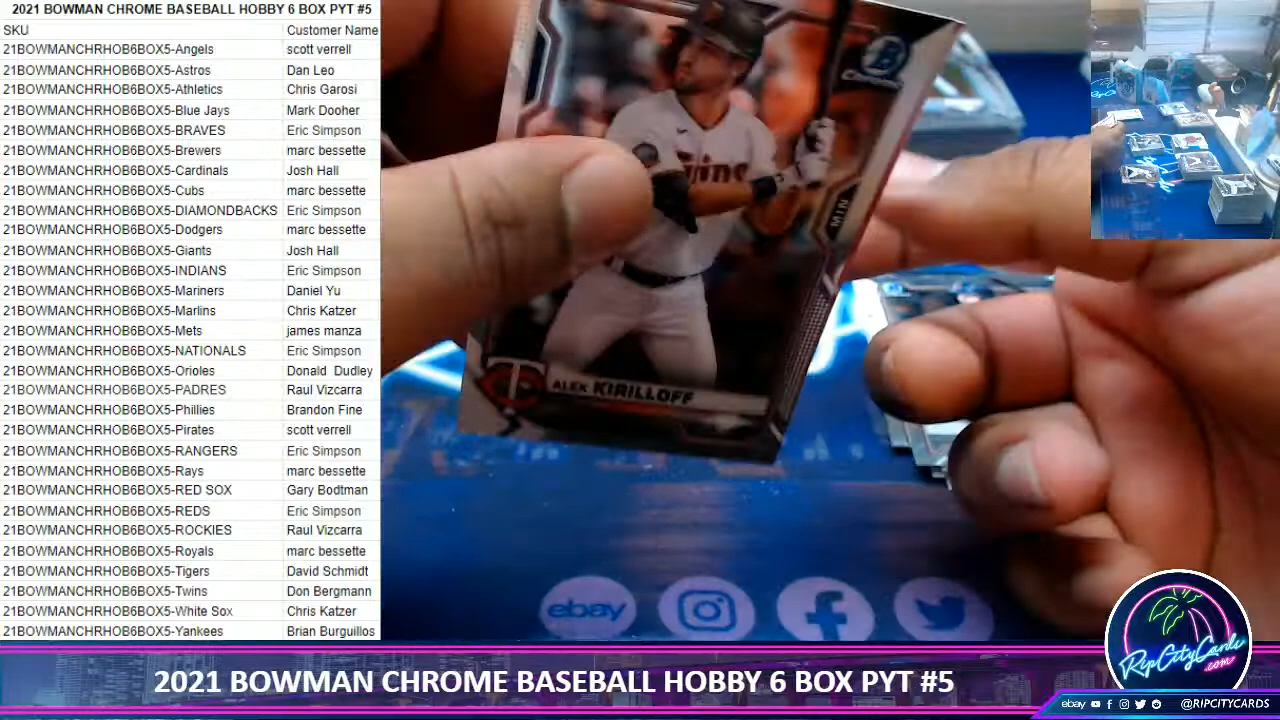 2021 BOWMAN CHROME BASEBALL HOBBY 6 BOX PYT #5
SKU Customer Name
21BOWMANCHRHOB6BOX5-Angels scott verrell
21BOWMANCHRHOB6BOX5-Astros Dan Leo
21BOWMANCHRHOB6BOX5-Athletics Chris Garosi
21BOWMANCHRHOB6BOX5-Blue Jays Mark Dooher
21BOWMANCHRHOB6BOX5-BRAVES Eric Simpson
21BOWMANCHRHOB6BOX5-Brewers marc bessette
21BOWMANCHRHOB6BOX5-Cardinals Josh Hall
21BOWMANCHRHOB6BOX5-Cubs marc bessette
21BOWMANCHRHOB6BOX5-DIAMONDBACKS Eric Simpson
21BOWMANCHRHOB6BOX5-Dodgers marc bessette
21BOWMANCHRHOB6BOX5-Giants Josh Hall
21BOWMANCHRHOB6BOX5-INDIANS Eric Simpson
21BOWMANCHRHOB6BOX5-Mariners Daniel Yu
21BOWMANCHRHOB6BOX5-Marlins Chris Katzer
21BOWMANCHRHOB6BOX5-Mets james manza
21BOWMANCHRHOB6BOX5-NATIONALS Eric Simpson
21BOWMANCHRHOB6BOX5-Orioles Donald Dudley
21BOWMANCHRHOB6BOX5-PADRES Raul Vizcarra
21BOWMANCHRHOB6BOX5-Phillies Brandon Fine
21BOWMANCHRHOB6BOX5-Pirates scott verrell
21BOWMANCHRHOB6BOX5-RANGERS Eric Simpson
21BOWMANCHRHOB6BOX5-Rays marc bessette
21BOWMANCHRHOB6BOX5-RED SOX Gary Bodtman
21BOWMANCHRHOB6BOX5-REDS Eric Simpson
21BOWMANCHRHOB6BOX5-ROCKIES Raul Vizcarra
21BOWMANCHRHOB6BOX5-Royals marc bessette
21BOWMANCHRHOB6BOX5-Tigers David Schmidt
21BOWMANCHRHOB6BOX5-Twins Don Bergmann
21BOWMANCHRHOB6BOX5-White Sox Chris Katzer
21BOWMANCHRHOB6BOX5-Yankees Brian Burguillos
B
Chrome
Twins
MIN
TC
ALEX KIRILLOFF
ebay
2021 BOWMAN CHROME BASEBALL HOBBY 6 BOX PYT #5
RipCityCards
.com
ebay @RIPCITYCARDS